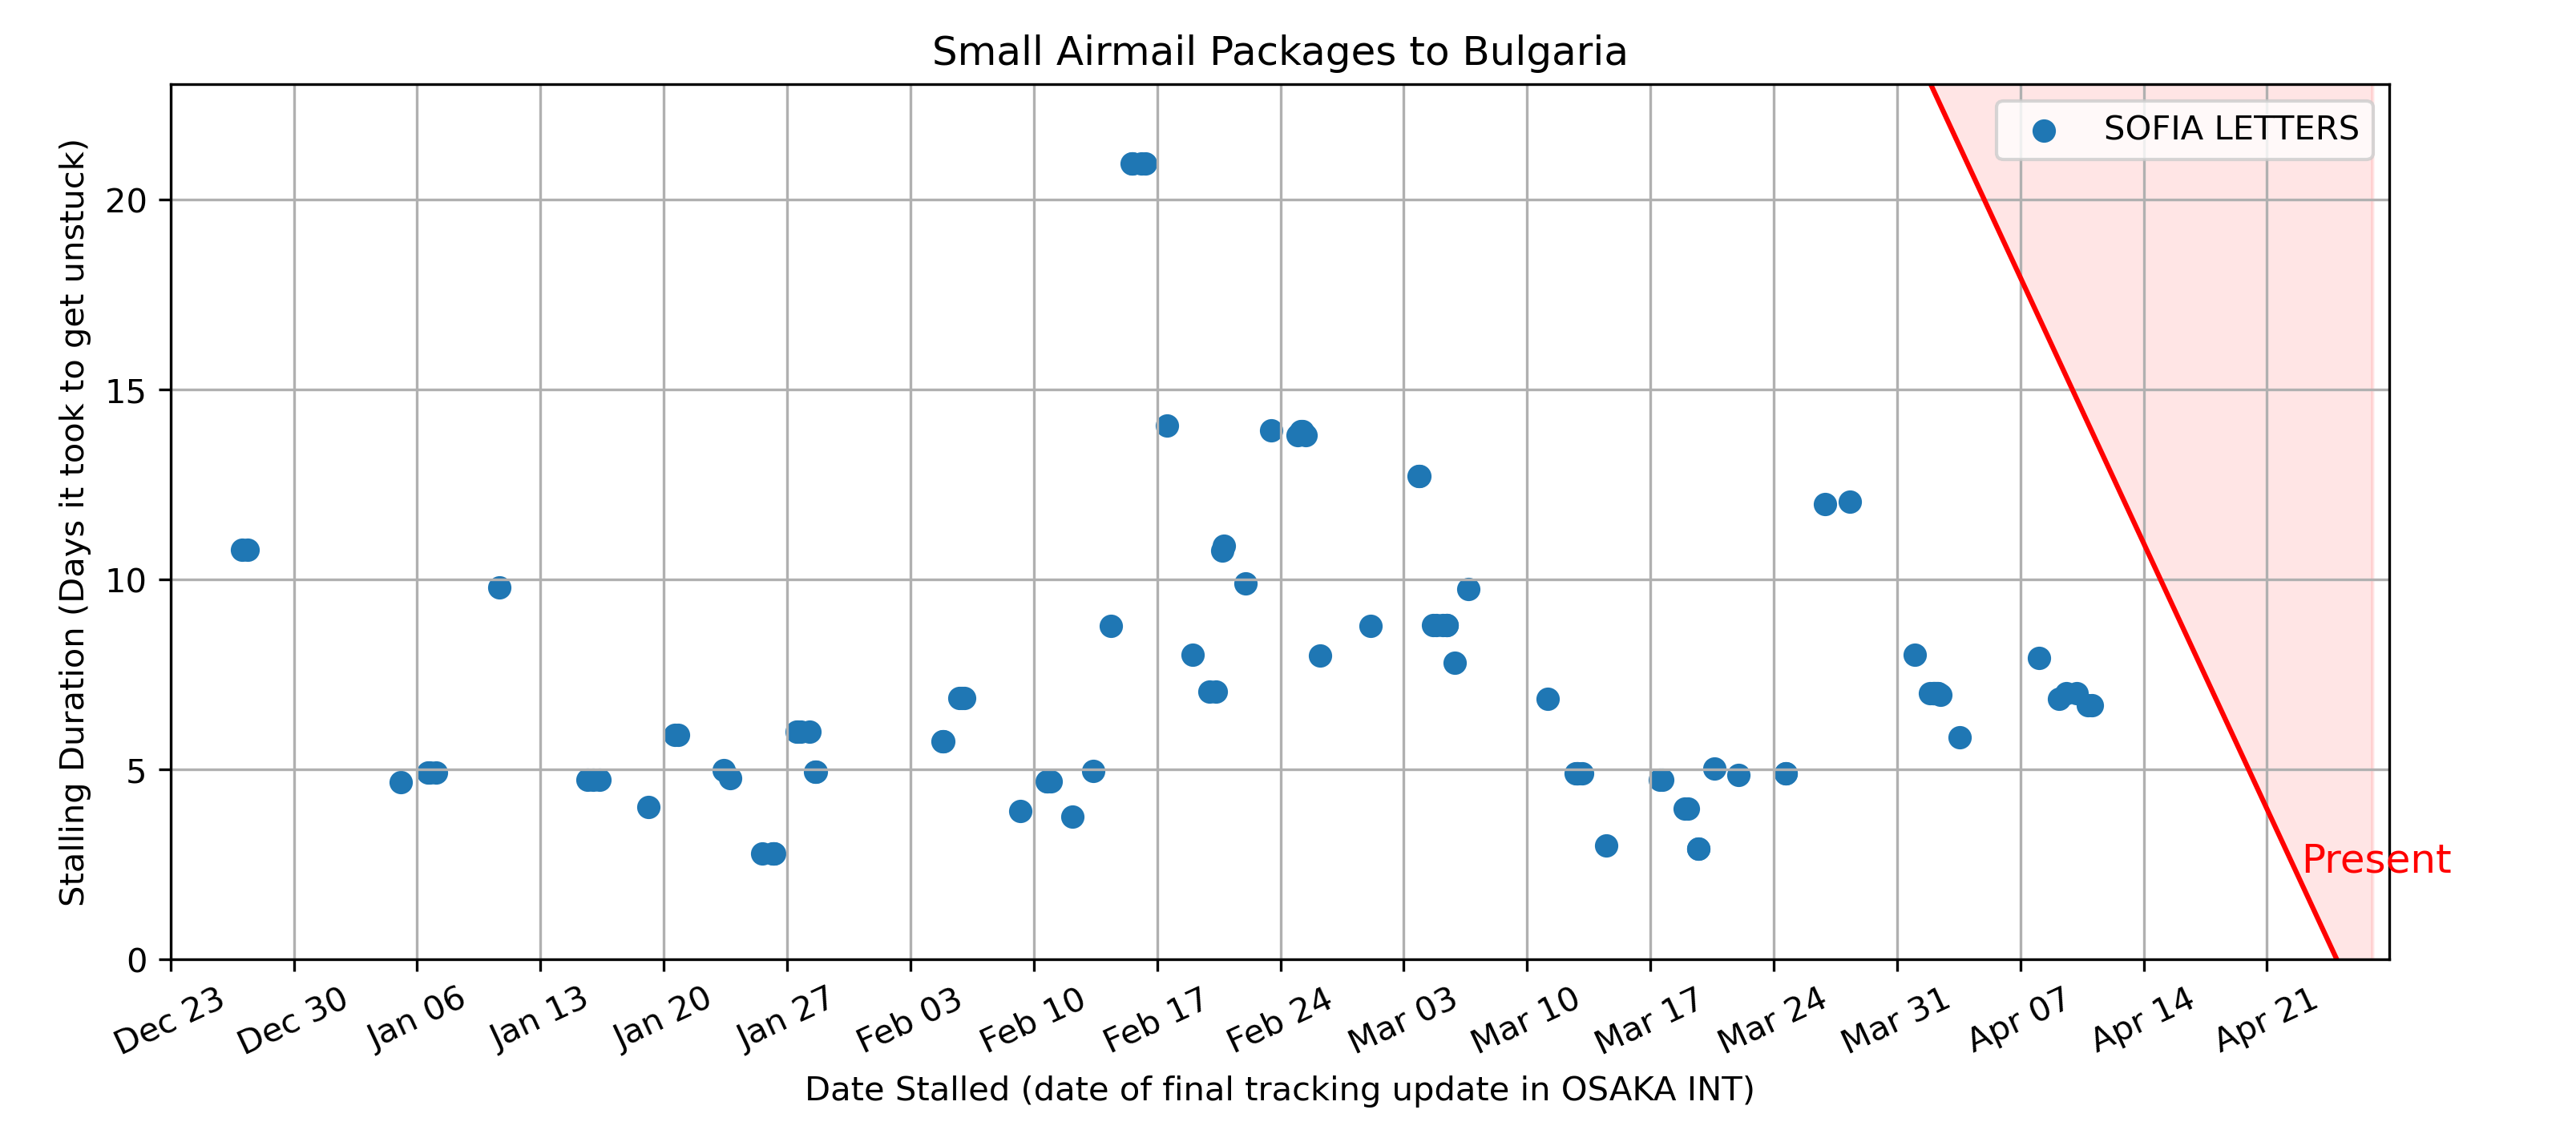 Small Airmail Packages to Bulgaria
SOFIA LETTERS
Stalling Duration (Days it took to get unstuck)
20
15
10
5
0
Present
Dec 23
Dec 30
Jan 06
Jan 13
Jan 20
Jan 27
Feb 03
Feb 10
Feb 17
Feb 24
Mar 03
Mar 10
Mar 17
Mar 24
Mar 31
Apr 07
Apr 14
Apr 21
Date Stalled (date of final tracking update in OSAKA INT)